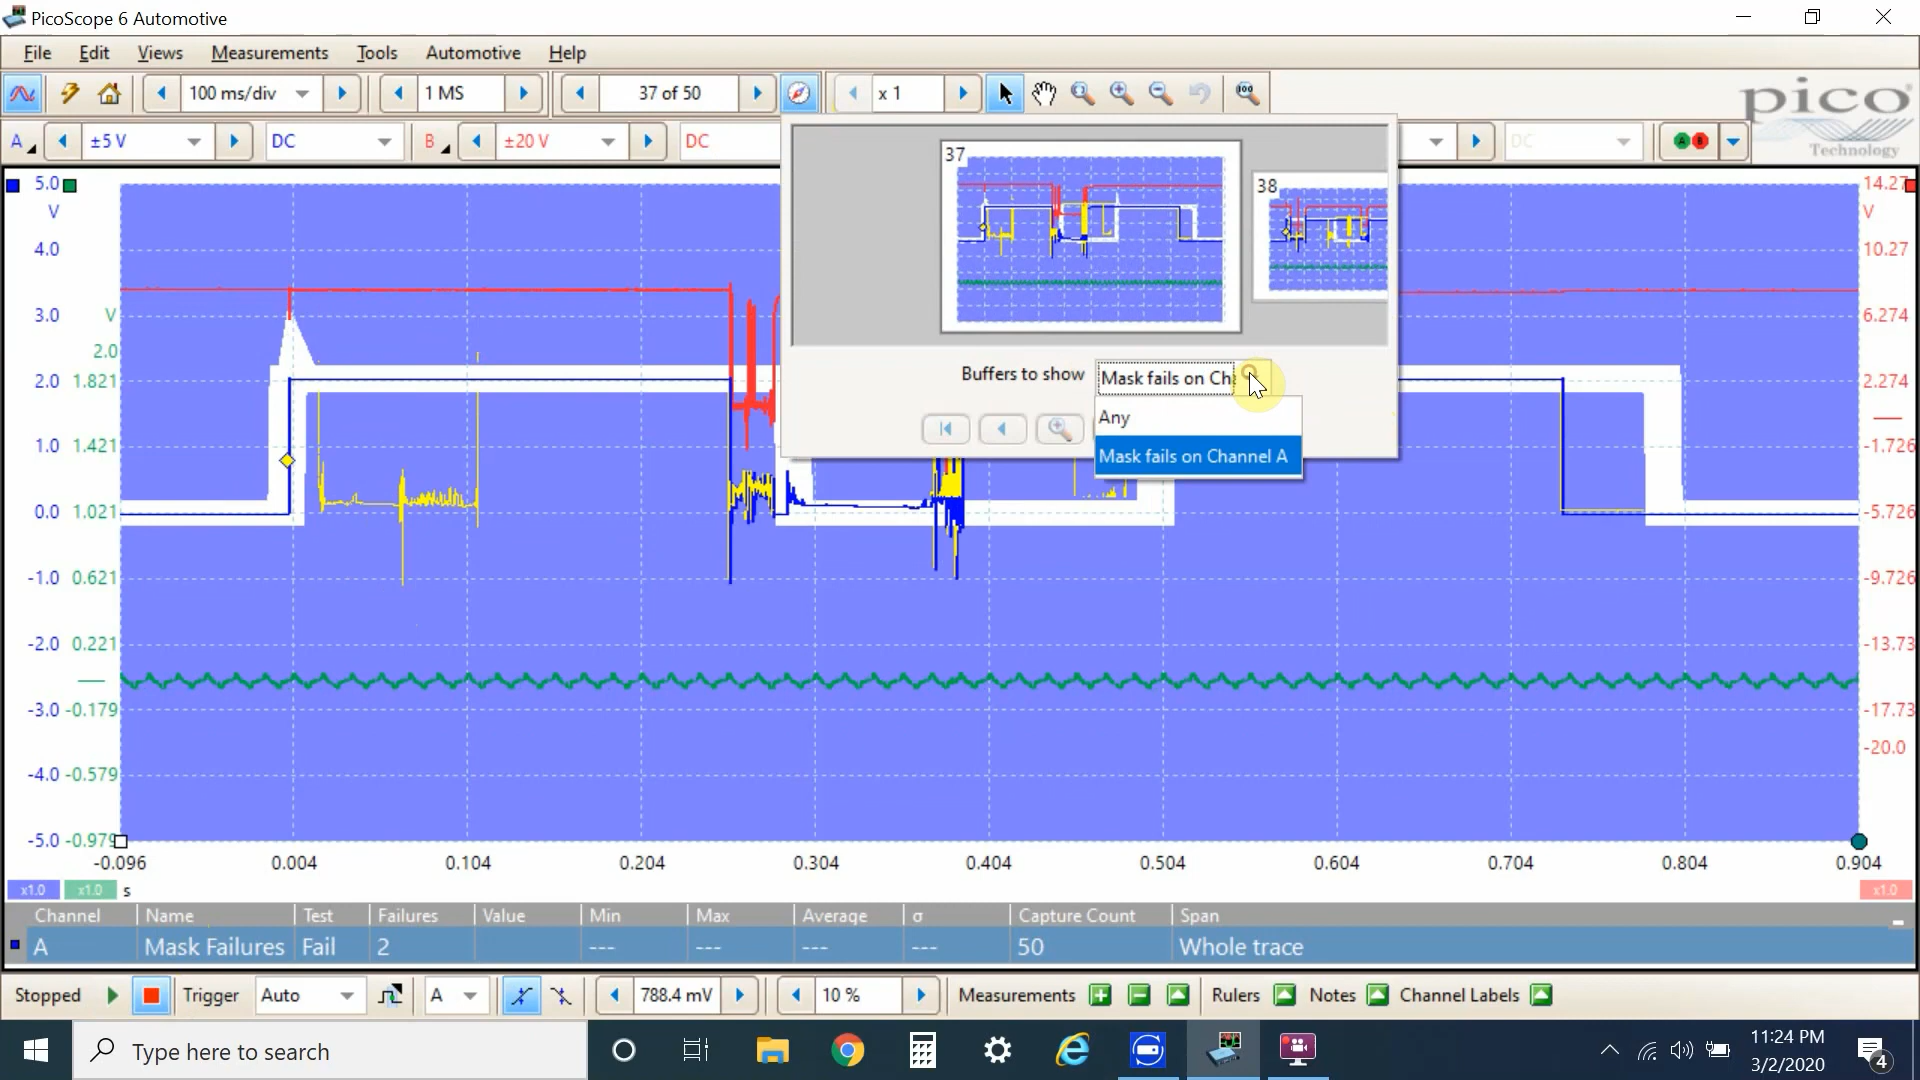 PicoScope 6 Automotive
File Edit Views Measurements Tools Automotive Help
100 ms/div 1 MS 37 of 50 x 1
pico
Technology
A ±5 V DC B ±20 V DC DC
37
38
Buffers to show Mask fails on Ch
Any
Mask fails on Channel A
5.0
V
4.0
3.0 V
2.0
2.0 1.821
1.0 1.421
0.0 1.021
-1.0 0.621
-2.0 0.221
-3.0 -0.179
-4.0 -0.579
-5.0 -0.979
14.27
V
10.27
6.274
2.274
-1.726
-5.726
-9.726
-13.73
-17.73
-20.0
-0.096 0.004 0.104 0.204 0.304 0.404 0.504 0.604 0.704 0.804 0.904
x1.0 x1.0 s x1.0
Channel Name Test Failures Value Min Max Average σ Capture Count Span
A Mask Failures Fail 2 --- --- --- --- 50 Whole trace
Stopped Trigger Auto A 788.4 mV 10 % Measurements Rulers Notes Channel Labels
Type here to search
11:24 PM
3/2/2020
4